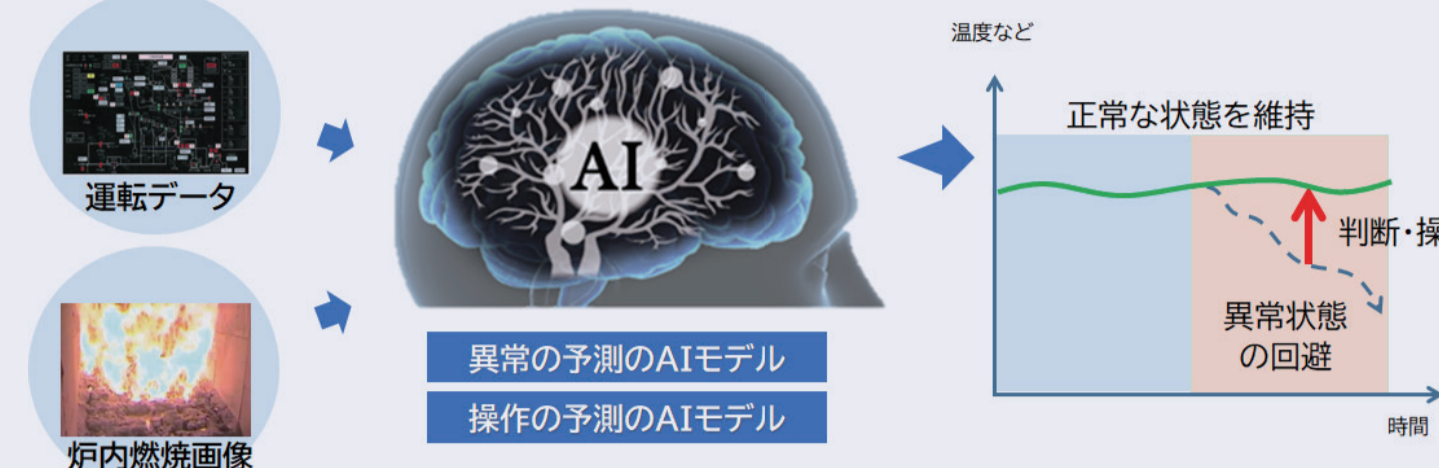 運転データ
炉内燃焼画像
AI
異常の予測のAIモデル
操作の予測のAIモデル
温度など
正常な状態を維持
判断・操
異常状態
の回避
時間